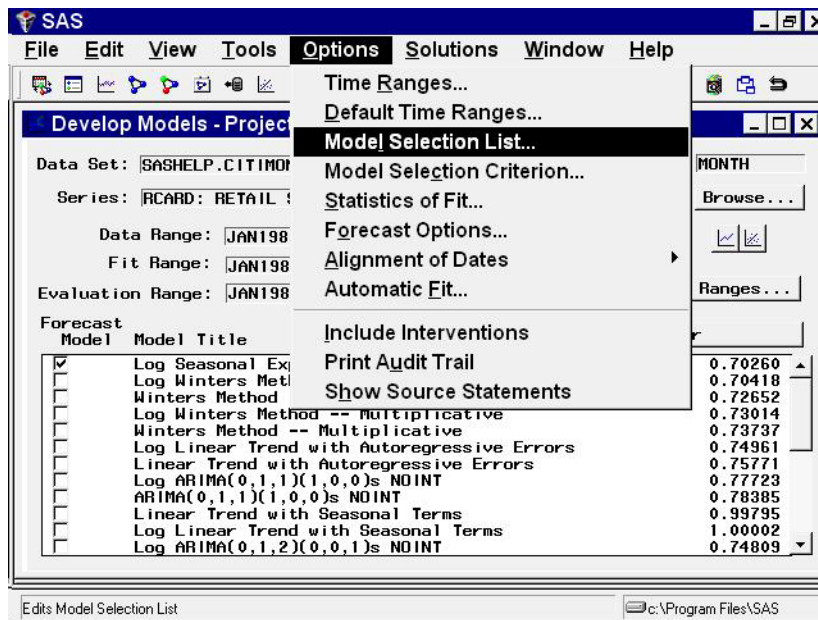 SAS
File Edit View Tools Options Solutions Window Help
Time Ranges...
Default Time Ranges...
Model Selection List...
Model Selection Criterion...
Statistics of Fit...
Forecast Options...
Alignment of Dates
Automatic Fit...
Include Interventions
Print Audit Trail
Show Source Statements
Develop Models - Project
Data Set: SASHELP.CITIMON
MONTH
Series: RCARD: RETAIL
Browse...
Data Range: JAN198
Fit Range: JAN198
Evaluation Range: JAN198
Ranges...
Forecast
Model Model Title
Log Seasonal Exp 0.70260
Log Winters Met 0.70418
Winters Method 0.72652
Log Winters Method -- Multiplicative 0.73014
Winters Method -- Multiplicative 0.73737
Log Linear Trend with Autoregressive Errors 0.74961
Linear Trend with Autoregressive Errors 0.75771
Log ARIMA(0,1,1)(1,0,0)s NOINT 0.77723
ARIMA(0,1,1)(1,0,0)s NOINT 0.78385
Linear Trend with Seasonal Terms 0.99795
Log Linear Trend with Seasonal Terms 1.00002
Log ARIMA(0,1,2)(0,0,1)s NOINT 0.74809
Edits Model Selection List
c:\Program Files\SAS